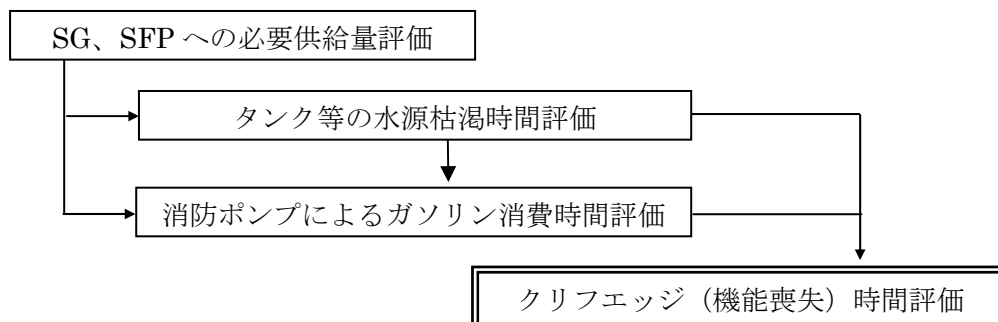 SG、SFP への必要供給量評価
タンク等の水源枯渇時間評価
消防ポンプによるガソリン消費時間評価
クリフエッジ（機能喪失）時間評価